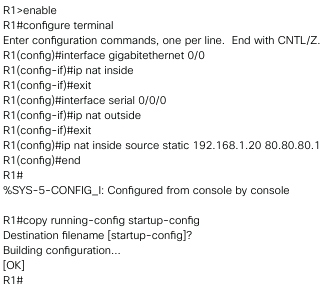 R1>enable
R1#configure terminal
Enter configuration commands, one per line.  End with CNTL/Z.
R1(config)#interface gigabitethernet 0/0
R1(config-if)#ip nat inside
R1(config-if)#exit
R1(config)#interface serial 0/0/0
R1(config-if)#ip nat outside
R1(config-if)#exit
R1(config)#ip nat inside source static 192.168.1.20 80.80.80.1
R1(config)#end
R1#
%SYS-5-CONFIG_I: Configured from console by console

R1#copy running-config startup-config
Destination filename [startup-config]?
Building configuration...
[OK]
R1#